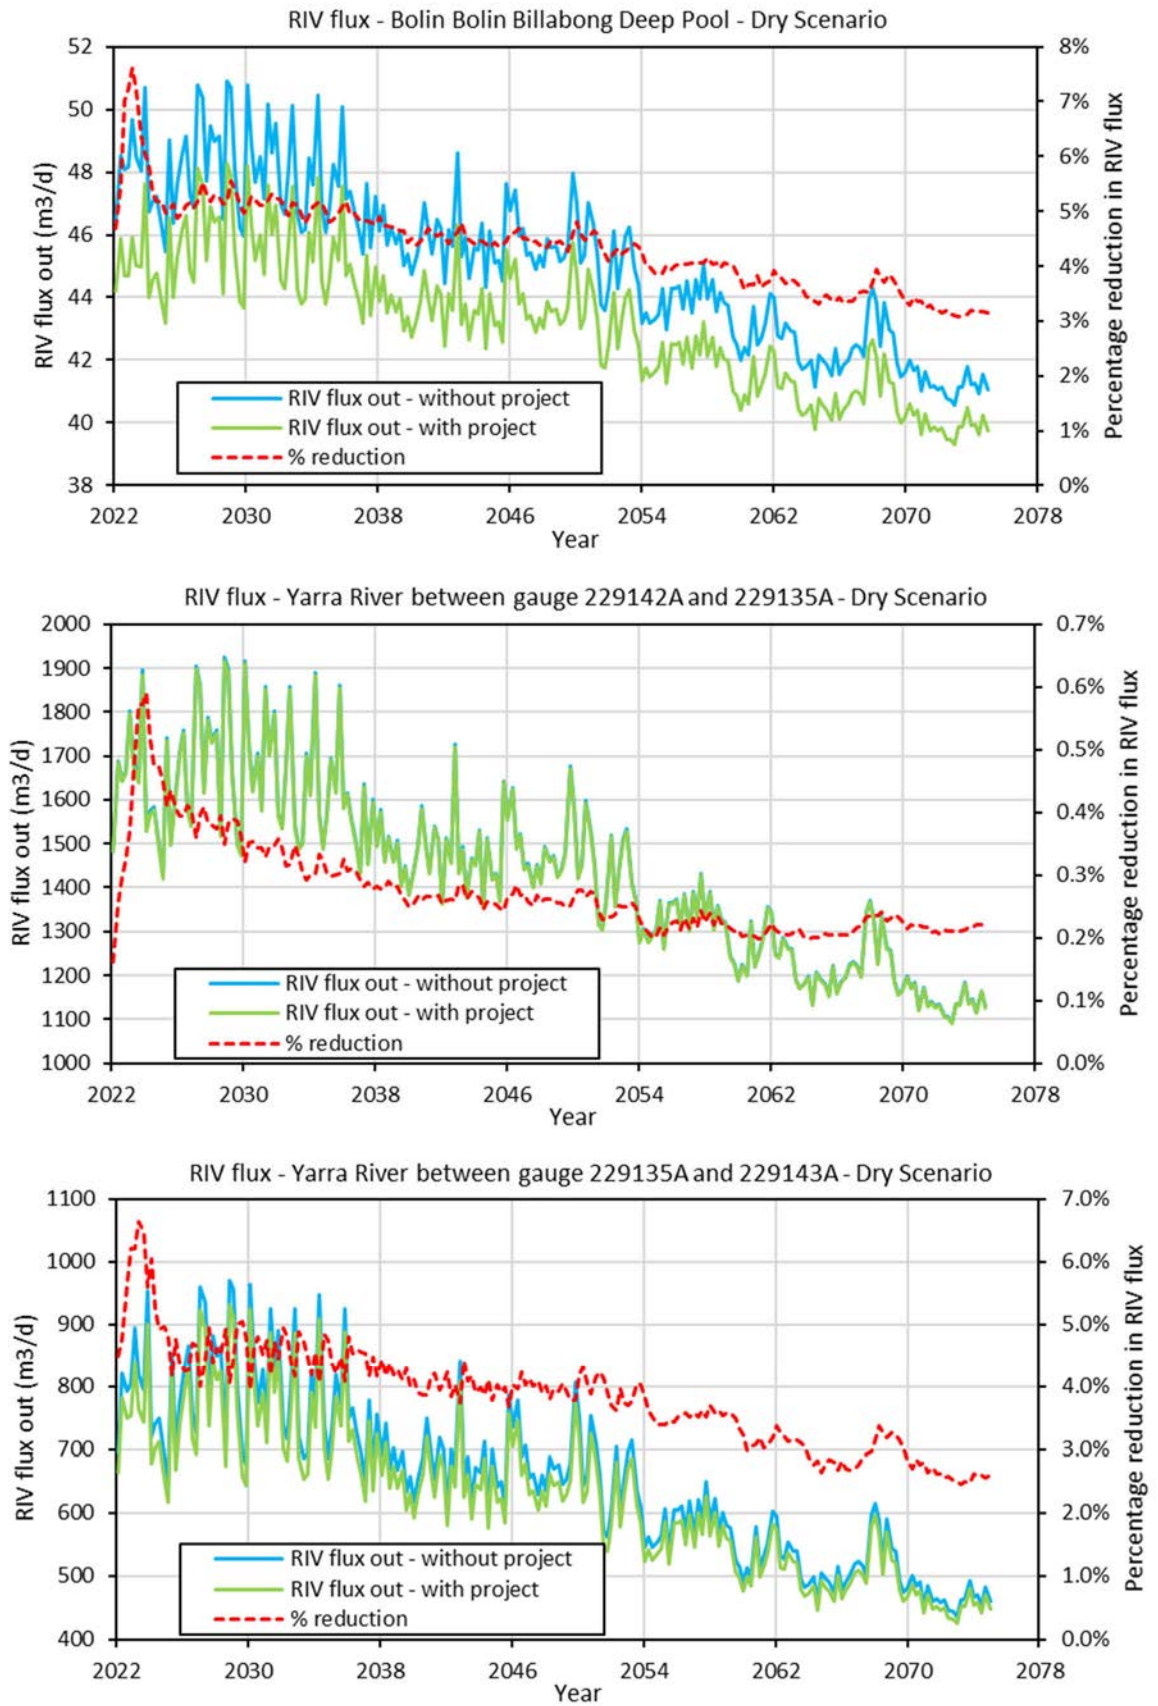 RIV flux - Bolin Bolin Billabong Deep Pool - Dry Scenario
52
50
48
46
44
42
40
38
RIV flux out (m3/d)
8%
7%
6%
5%
4%
3%
2%
1%
0%
Percentage reduction in RIV flux
RIV flux out - without project
RIV flux out - with project
% reduction
2022 2030 2038 2046 2054 2062 2070 2078
Year
RIV flux - Yarra River between gauge 229142A and 229135A - Dry Scenario
2000
1900
1800
1700
1600
1500
1400
1300
1200
1100
1000
RIV flux out (m3/d)
0.7%
0.6%
0.5%
0.4%
0.3%
0.2%
0.1%
0.0%
Percentage reduction in RIV flux
RIV flux out - without project
RIV flux out - with project
% reduction
2022 2030 2038 2046 2054 2062 2070 2078
Year
RIV flux - Yarra River between gauge 229135A and 229143A - Dry Scenario
1100
1000
900
800
700
600
500
400
RIV flux out (m3/d)
7.0%
6.0%
5.0%
4.0%
3.0%
2.0%
1.0%
0.0%
Percentage reduction in RIV flux
RIV flux out - without project
RIV flux out - with project
% reduction
2022 2030 2038 2046 2054 2062 2070 2078
Year